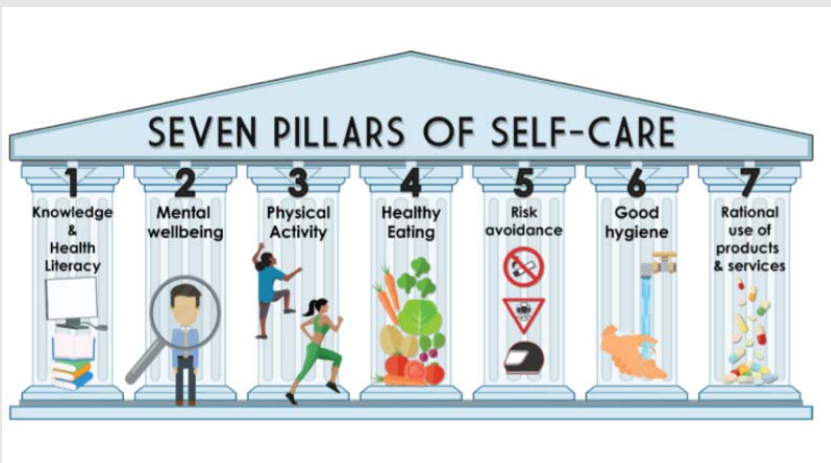 SEVEN PILLARS OF SELF-CARE
1
Knowledge
&
Health
Literacy
2
Mental
wellbeing
3
Physical
Activity
4
Healthy
Eating
5
Risk
avoidance
6
Good
hygiene
7
Rational
use of
products
& services